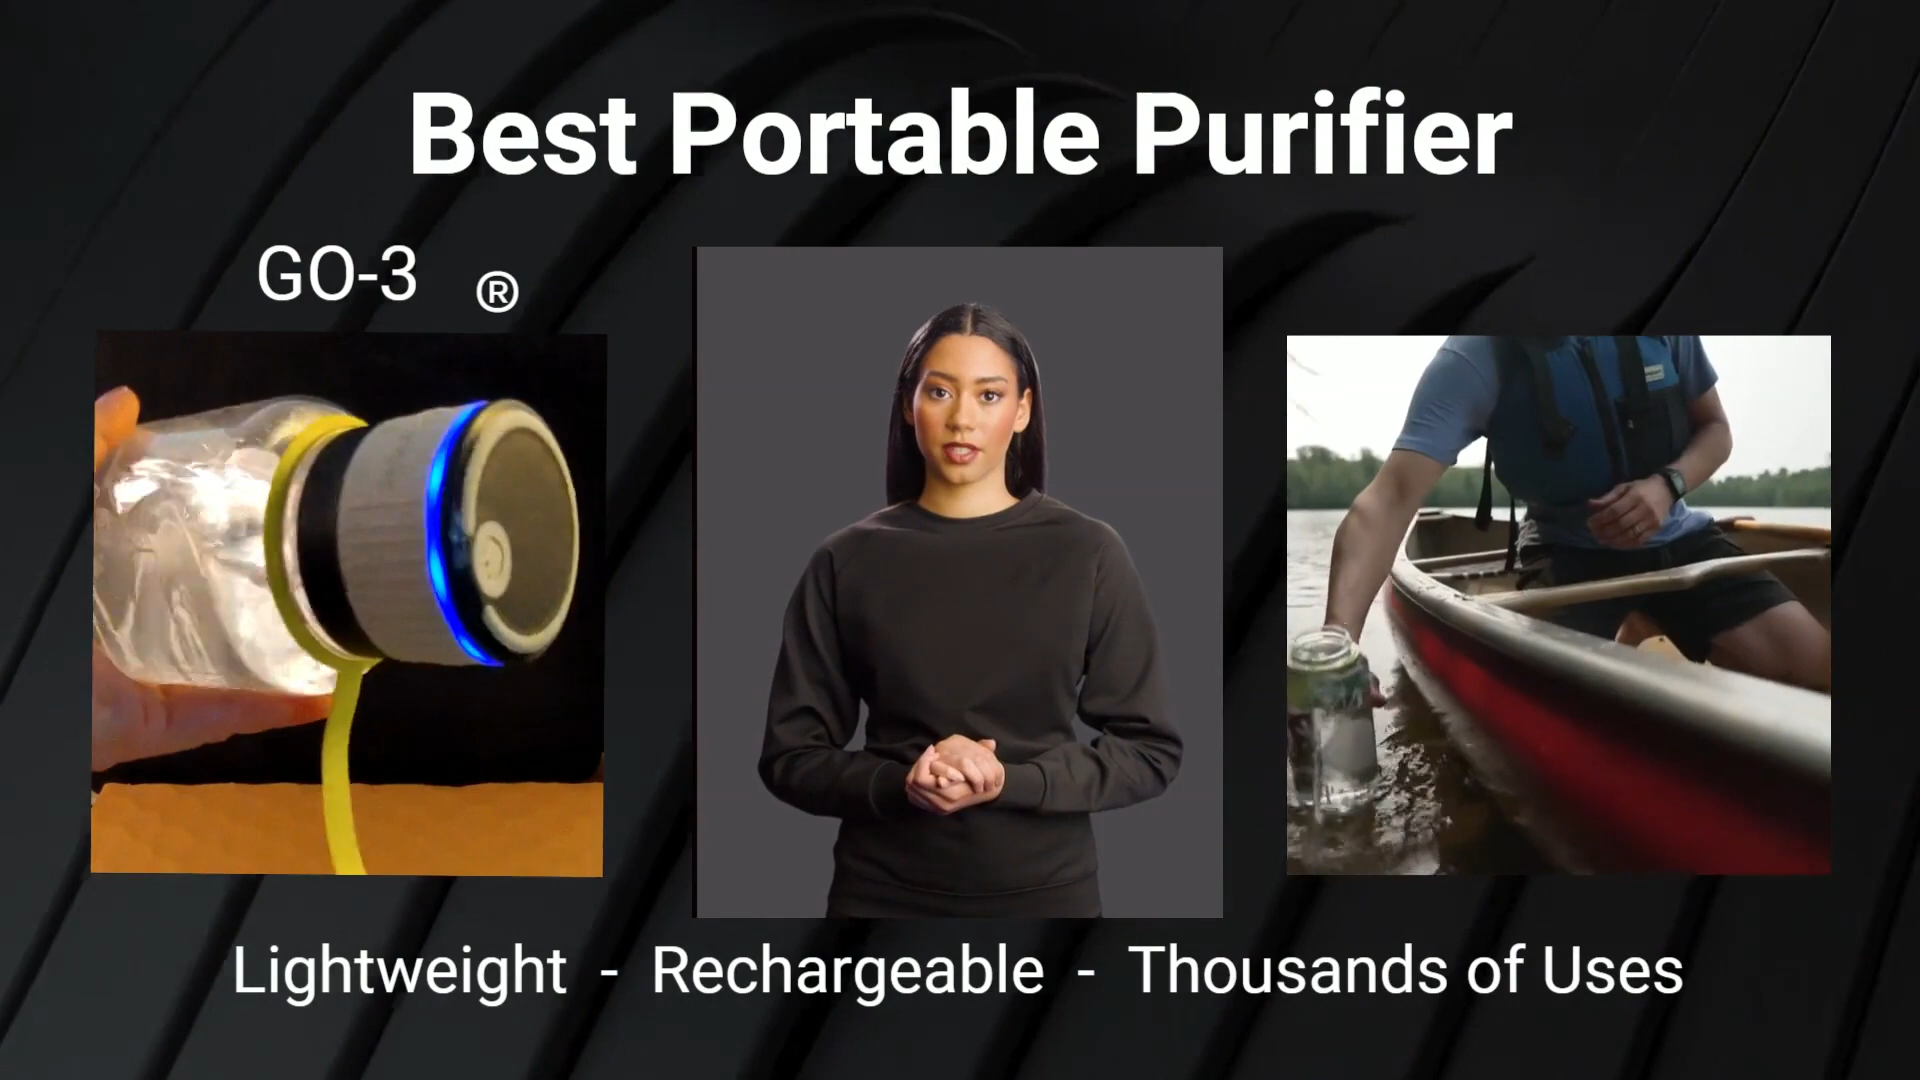 Best Portable Purifier
GO-3 ®
Lightweight - Rechargeable - Thousands of Uses